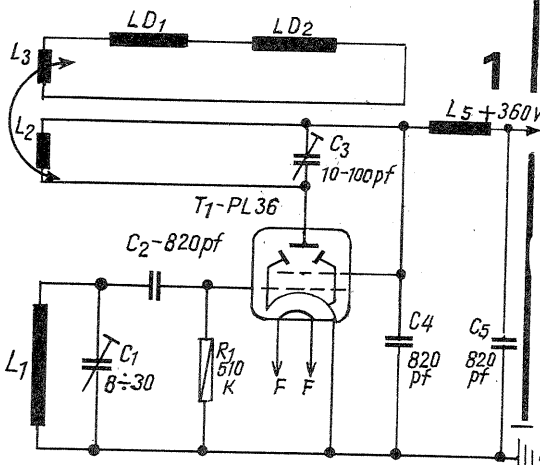 LD1 LD2
L3
1
L5 +360V
L2
C3
10-100pf
T1-PL36
C2-820pf
L1
C1
8÷30
R1
510
K
F F
C4
820
pf
C5
820
pf